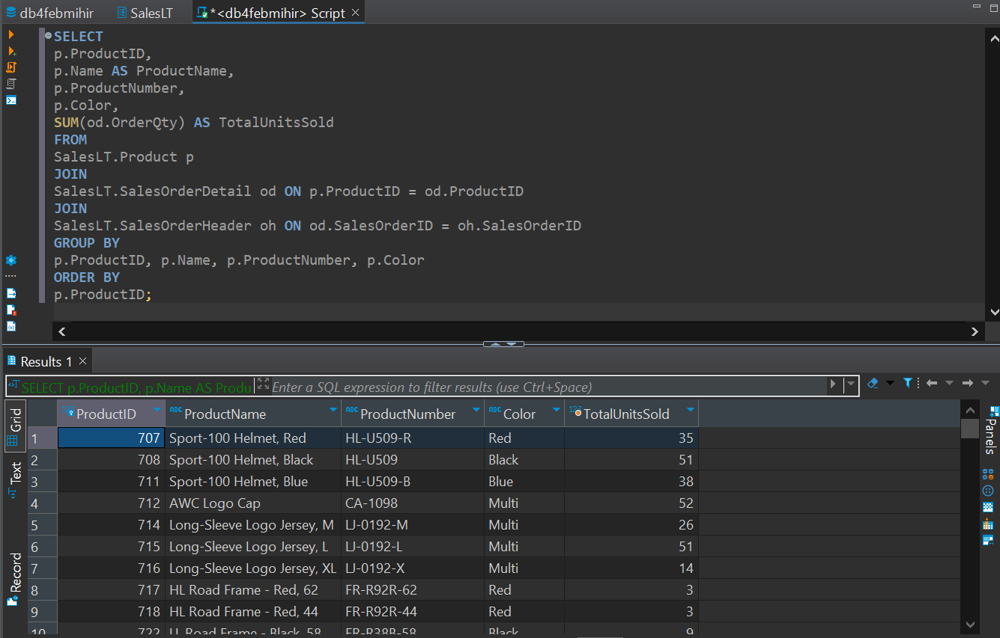 db4febmihir SalesLT *<db4febmihir> Script
SELECT
p.ProductID,
p.Name AS ProductName,
p.ProductNumber,
p.Color,
SUM(od.OrderQty) AS TotalUnitsSold
FROM
SalesLT.Product p
JOIN
SalesLT.SalesOrderDetail od ON p.ProductID = od.ProductID
JOIN
SalesLT.SalesOrderHeader oh ON od.SalesOrderID = oh.SalesOrderID
GROUP BY
p.ProductID, p.Name, p.ProductNumber, p.Color
ORDER BY
p.ProductID;
Results 1
SELECT p.ProductID, p.Name AS Produ Enter a SQL expression to filter results (use Ctrl+Space)
Grid
Text
Record
Panels
123 ProductID ABC ProductName ABC ProductNumber ABC Color 123 TotalUnitsSold
1 707 Sport-100 Helmet, Red HL-U509-R Red 35
2 708 Sport-100 Helmet, Black HL-U509 Black 51
3 711 Sport-100 Helmet, Blue HL-U509-B Blue 38
4 712 AWC Logo Cap CA-1098 Multi 52
5 714 Long-Sleeve Logo Jersey, M LJ-0192-M Multi 26
6 715 Long-Sleeve Logo Jersey, L LJ-0192-L Multi 51
7 716 Long-Sleeve Logo Jersey, XL LJ-0192-X Multi 14
8 717 HL Road Frame - Red, 62 FR-R92R-62 Red 3
9 718 HL Road Frame - Red, 44 FR-R92R-44 Red 3
10 722 LL Road Frame - Black, 58 FR-R38B-58 Black 9